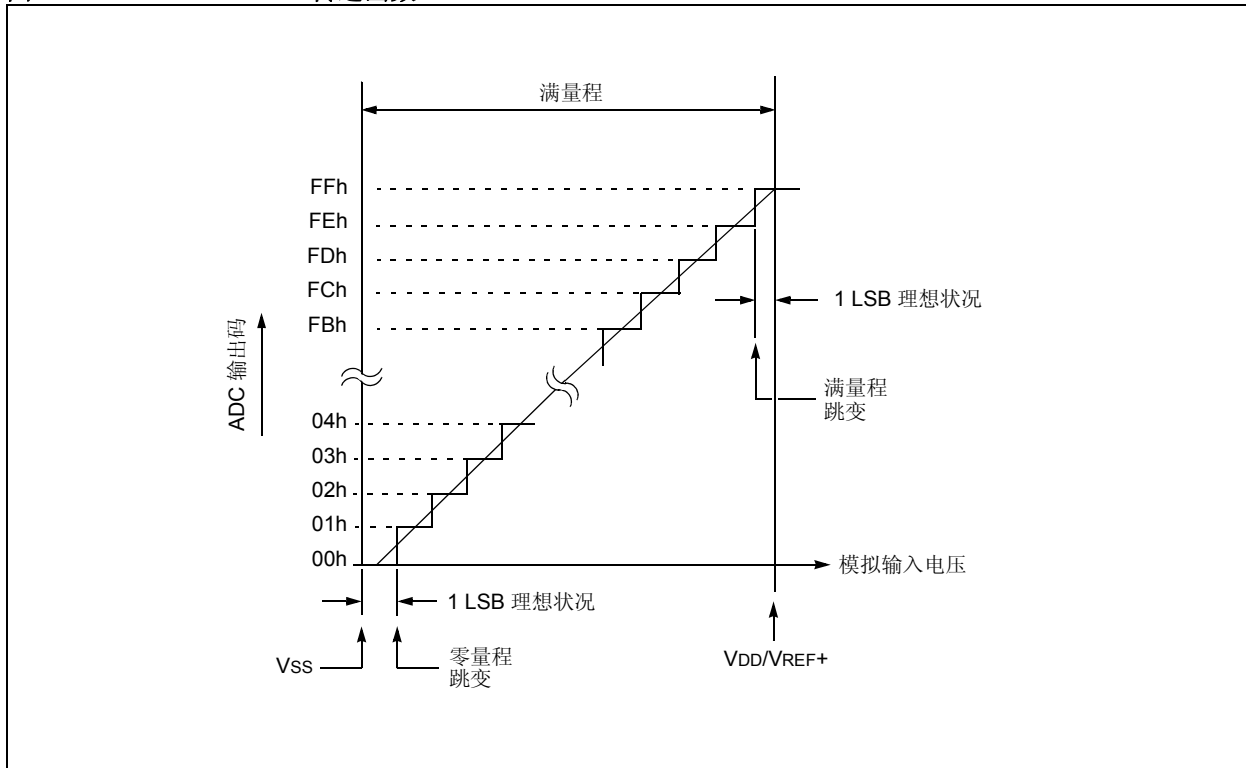 满量程
FFh
FEh
FDh
FCh
FBh
1 LSB 理想状况
ADC 输出码
满量程
跳变
04h
03h
02h
01h
00h
模拟输入电压
1 LSB 理想状况
VSS
零量程
跳变
VDD/VREF+